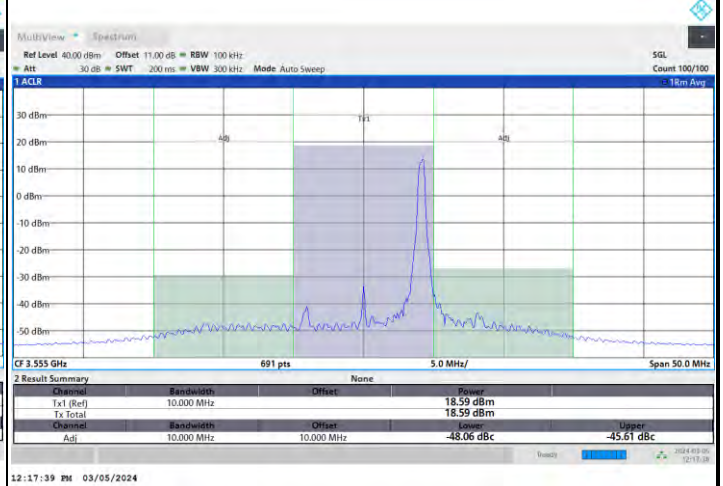 MultiView Spectrum
Ref Level 40.00 dBm Offset 11.00 dB RBW 100 kHz SGL
Att 30 dB SWT 200 ms VBW 300 kHz Mode Auto Sweep Count 100/100
1 ACLR 1Rm Avg
30 dBm
Tx1
20 dBm
Adj Adj
10 dBm
0 dBm
-10 dBm
-20 dBm
-30 dBm
-40 dBm
-50 dBm
CF 3.555 GHz 691 pts 5.0 MHz/ Span 50.0 MHz
2 Result Summary None
Channel Bandwidth Offset Power
Tx1 (Ref) 10.000 MHz 18.59 dBm
Tx Total 18.59 dBm
Channel Bandwidth Offset Lower Upper
Adj 10.000 MHz 10.000 MHz -48.06 dBc -45.61 dBc
Ready 2024-03-05
12:17:38
12:17:39 PM 03/05/2024